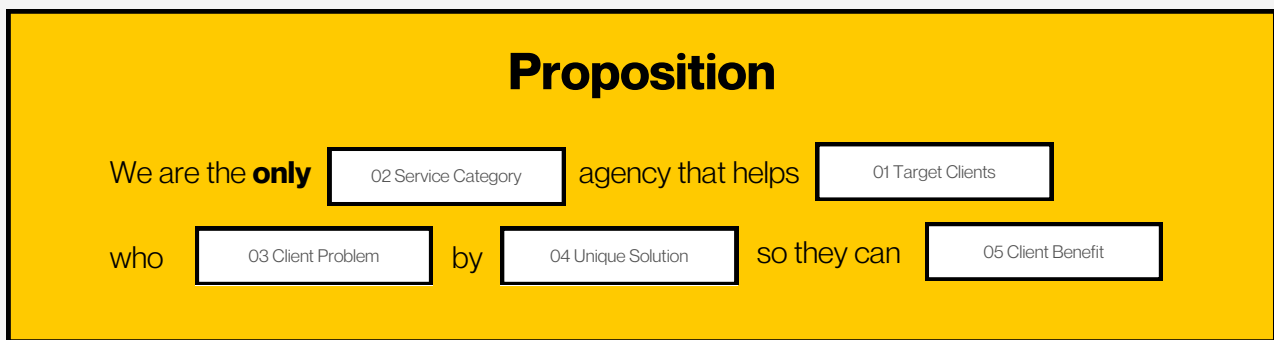 Proposition
We are the only 02 Service Category agency that helps 01 Target Clients
who 03 Client Problem by 04 Unique Solution so they can 05 Client Benefit